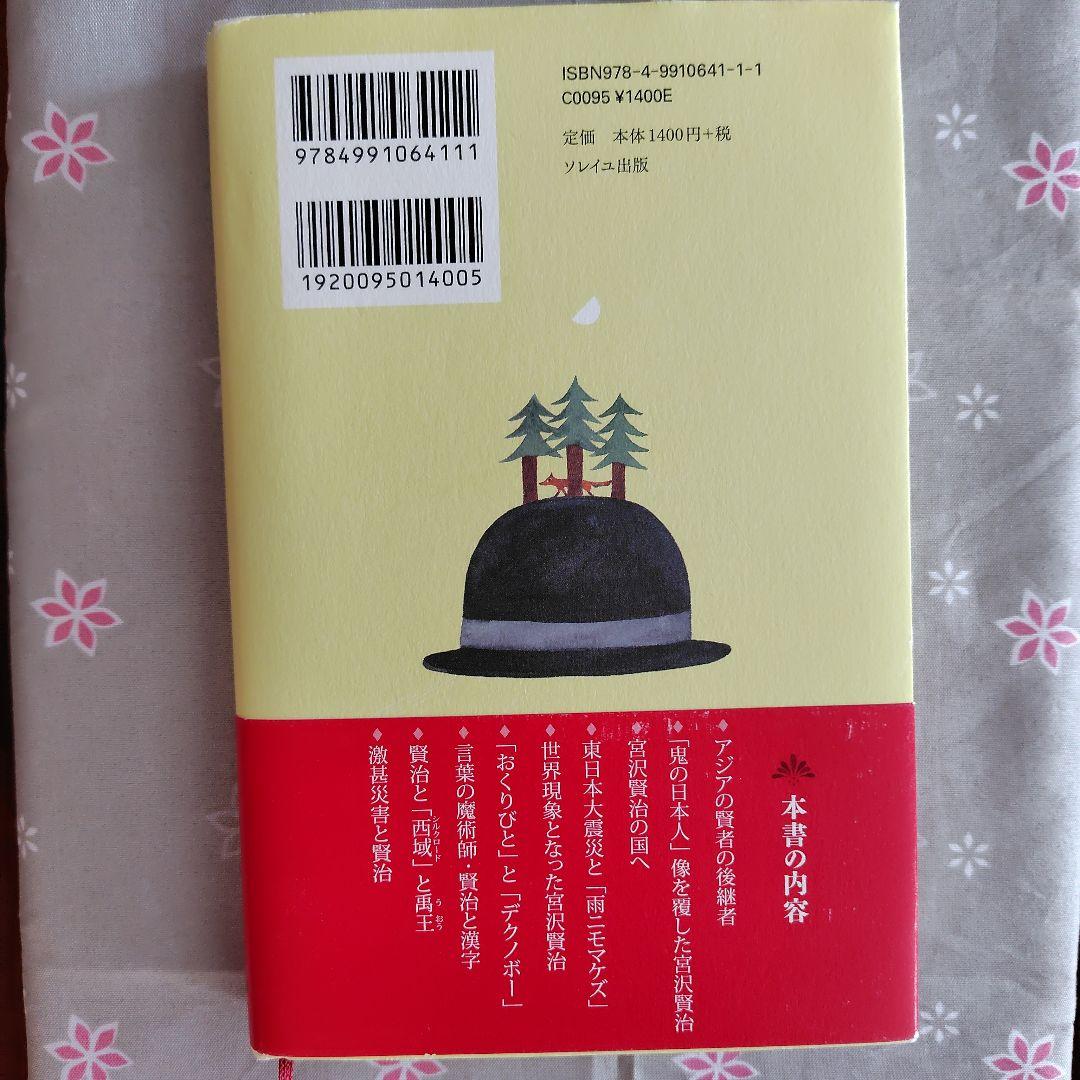 ISBN978-4-9910641-1-1
C0095 ¥1400E
定価 本体1400円+税
ソレイユ出版
9784991064111
1920095014005
本書の内容
◆アジアの賢者の後継者
◆「鬼の日本人」像を覆した宮沢賢治
◆宮沢賢治の国へ
◆東日本大震災と「雨ニモマケズ」
◆世界現象となった宮沢賢治
◆「おくりびと」と「デクノボー」
◆言葉の魔術師・賢治と漢字
◆賢治と「西域」と禹王
シルクロード
うおう
◆激甚災害と賢治